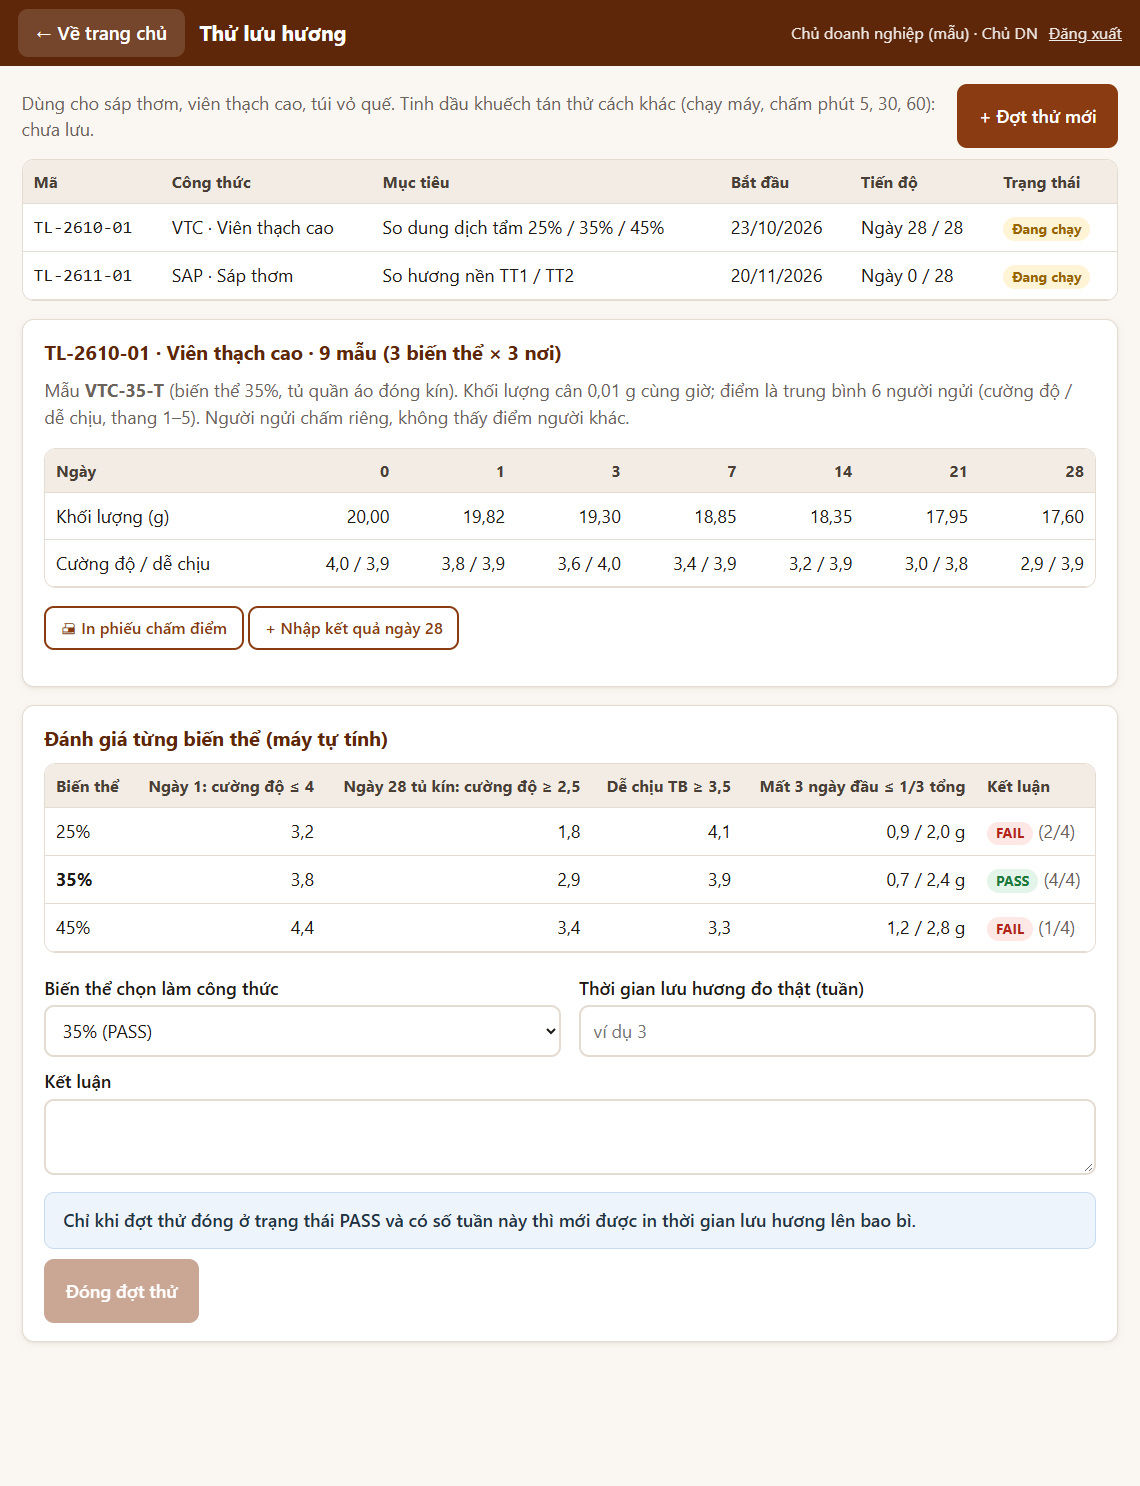 ← Về trang chủ Thử lưu hương Chủ doanh nghiệp (mẫu) · Chủ DN Đăng xuất
Dùng cho sáp thơm, viên thạch cao, túi vỏ quế. Tinh dầu khuếch tán thử cách khác (chạy máy, chấm phút 5, 30, 60):
chưa lưu.
+ Đợt thử mới
Mã Công thức Mục tiêu Bắt đầu Tiến độ Trạng thái
TL-2610-01 VTC · Viên thạch cao So dung dịch tẩm 25% / 35% / 45% 23/10/2026 Ngày 28 / 28 Đang chạy
TL-2611-01 SAP · Sáp thơm So hương nền TT1 / TT2 20/11/2026 Ngày 0 / 28 Đang chạy
TL-2610-01 · Viên thạch cao · 9 mẫu (3 biến thể × 3 nơi)
Mẫu VTC-35-T (biến thể 35%, tủ quần áo đóng kín). Khối lượng cân 0,01 g cùng giờ; điểm là trung bình 6 người ngửi (cường độ /
dễ chịu, thang 1–5). Người ngửi chấm riêng, không thấy điểm người khác.
Ngày 0 1 3 7 14 21 28
Khối lượng (g) 20,00 19,82 19,30 18,85 18,35 17,95 17,60
Cường độ / dễ chịu 4,0 / 3,9 3,8 / 3,9 3,6 / 4,0 3,4 / 3,9 3,2 / 3,9 3,0 / 3,8 2,9 / 3,9
In phiếu chấm điểm + Nhập kết quả ngày 28
Đánh giá từng biến thể (máy tự tính)
Biến thể Ngày 1: cường độ ≤ 4 Ngày 28 tủ kín: cường độ ≥ 2,5 Dễ chịu TB ≥ 3,5 Mất 3 ngày đầu ≤ 1/3 tổng Kết luận
25% 3,2 1,8 4,1 0,9 / 2,0 g FAIL (2/4)
35% 3,8 2,9 3,9 0,7 / 2,4 g PASS (4/4)
45% 4,4 3,4 3,3 1,2 / 2,8 g FAIL (1/4)
Biến thể chọn làm công thức Thời gian lưu hương đo thật (tuần)
35% (PASS) ví dụ 3
Kết luận
Chỉ khi đợt thử đóng ở trạng thái PASS và có số tuần này thì mới được in thời gian lưu hương lên bao bì.
Đóng đợt thử